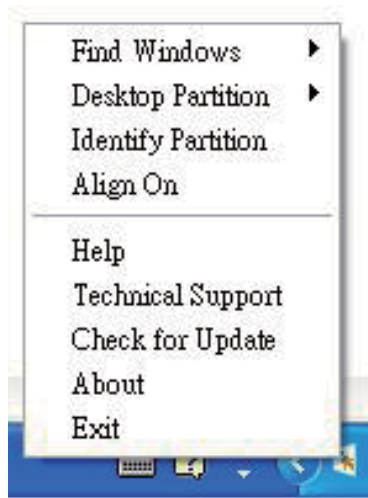 Find Windows
Desktop Partition
Identify Partition
Align On
Help
Technical Support
Check for Update
About
Exit